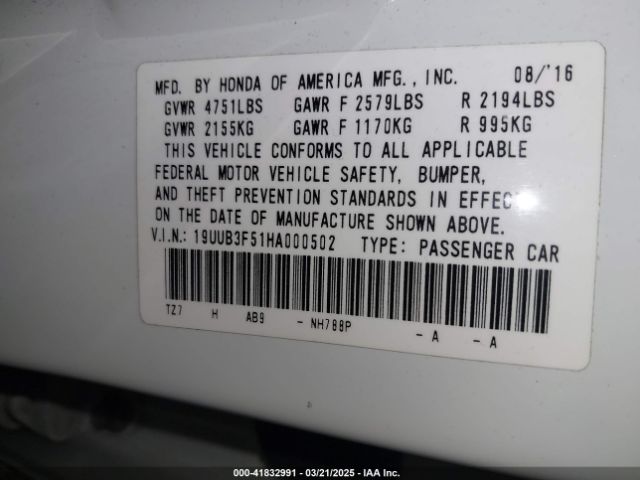 MFD. BY HONDA OF AMERICA MFG., INC. 08/'16
GVWR 4751LBS GAWR F 2579LBS R 2194LBS
GVWR 2155KG GAWR F 1170KG R 995KG
THIS VEHICLE CONFORMS TO ALL APPLICABLE
FEDERAL MOTOR VEHICLE SAFETY, BUMPER,
AND THEFT PREVENTION STANDARDS IN EFFECT
ON THE DATE OF MANUFACTURE SHOWN ABOVE.
V.I.N.: 19UUB3F51HA000502 TYPE: PASSENGER CAR
TZ7 H AB9 - NH788P - A - A
000-41832991 - 03/21/2025 - IAA Inc.